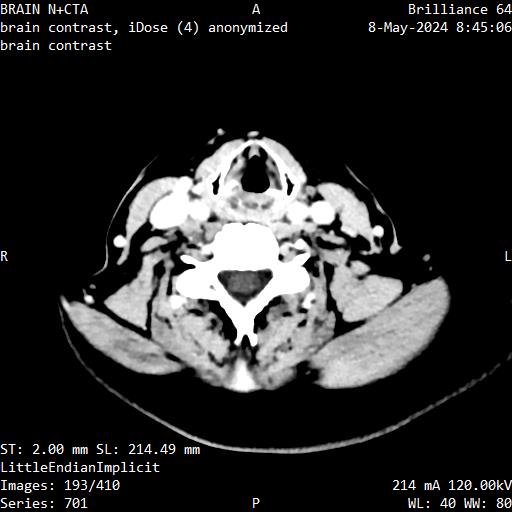 BRAIN N+CTA
brain contrast, iDose (4) anonymized
brain contrast
A
Brilliance 64
8-May-2024 8:45:06
R
L
ST: 2.00 mm SL: 214.49 mm
LittleEndianImplicit
Images: 193/410
Series: 701
P
214 mA 120.00kV
WL: 40 WW: 80